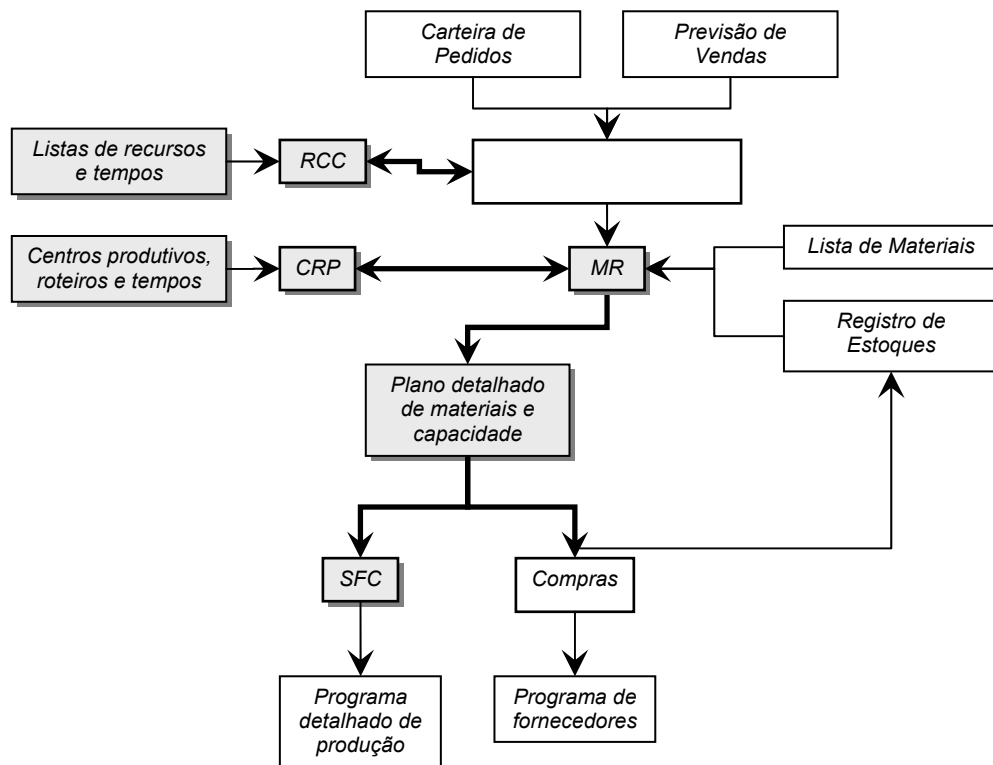 Carteira de
Pedidos
Previsão de
Vendas
Listas de recursos
e tempos
RCC
Centros produtivos,
roteiros e tempos
CRP
MR
Lista de Materiais
Registro de
Estoques
Plano detalhado
de materiais e
capacidade
SFC
Compras
Programa
detalhado de
produção
Programa de
fornecedores